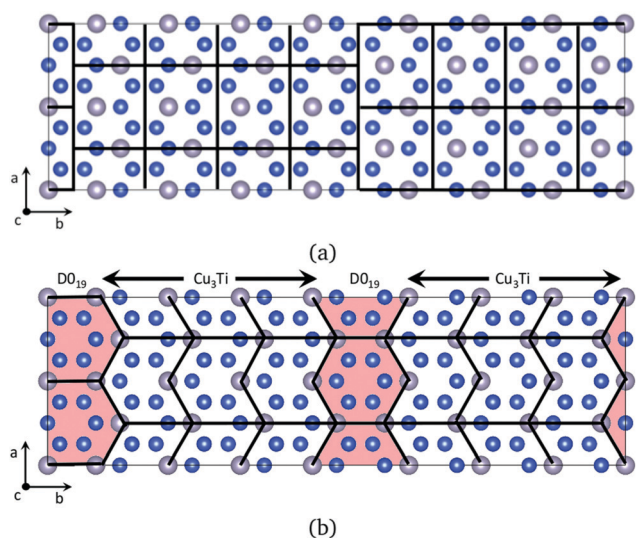 a
c b
(a)
D0₁₉ Cu₃Ti D0₁₉ Cu₃Ti
a
c b
(b)